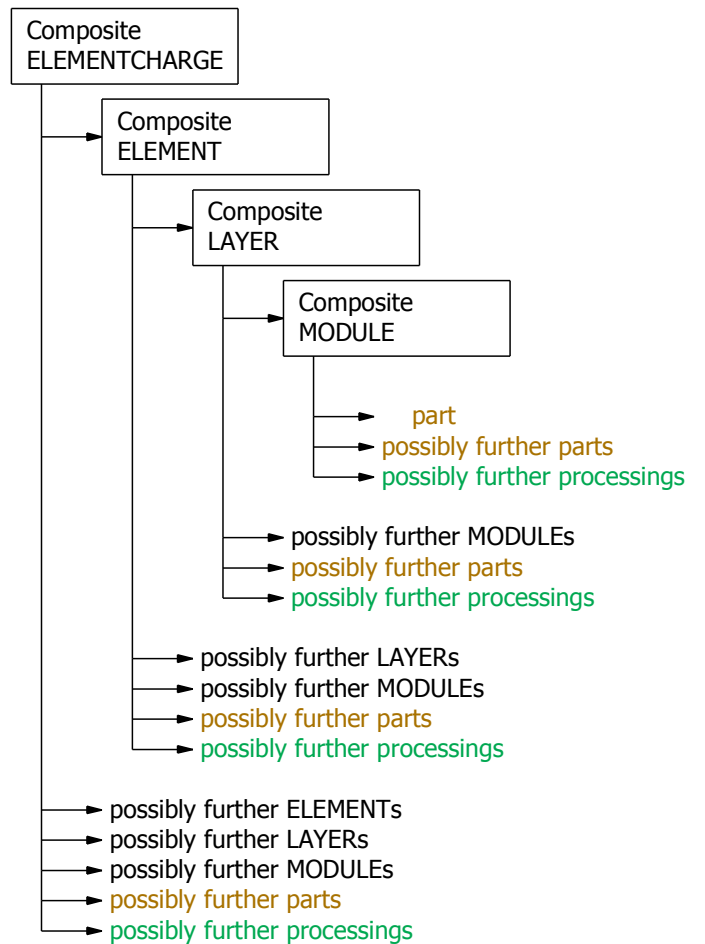 Composite
ELEMENTCHARGE
Composite
ELEMENT
Composite
LAYER
Composite
MODULE
part
possibly further parts
possibly further processings
possibly further MODULEs
possibly further parts
possibly further processings
possibly further LAYERs
possibly further MODULEs
possibly further parts
possibly further processings
possibly further ELEMENTs
possibly further LAYERs
possibly further MODULEs
possibly further parts
possibly further processings